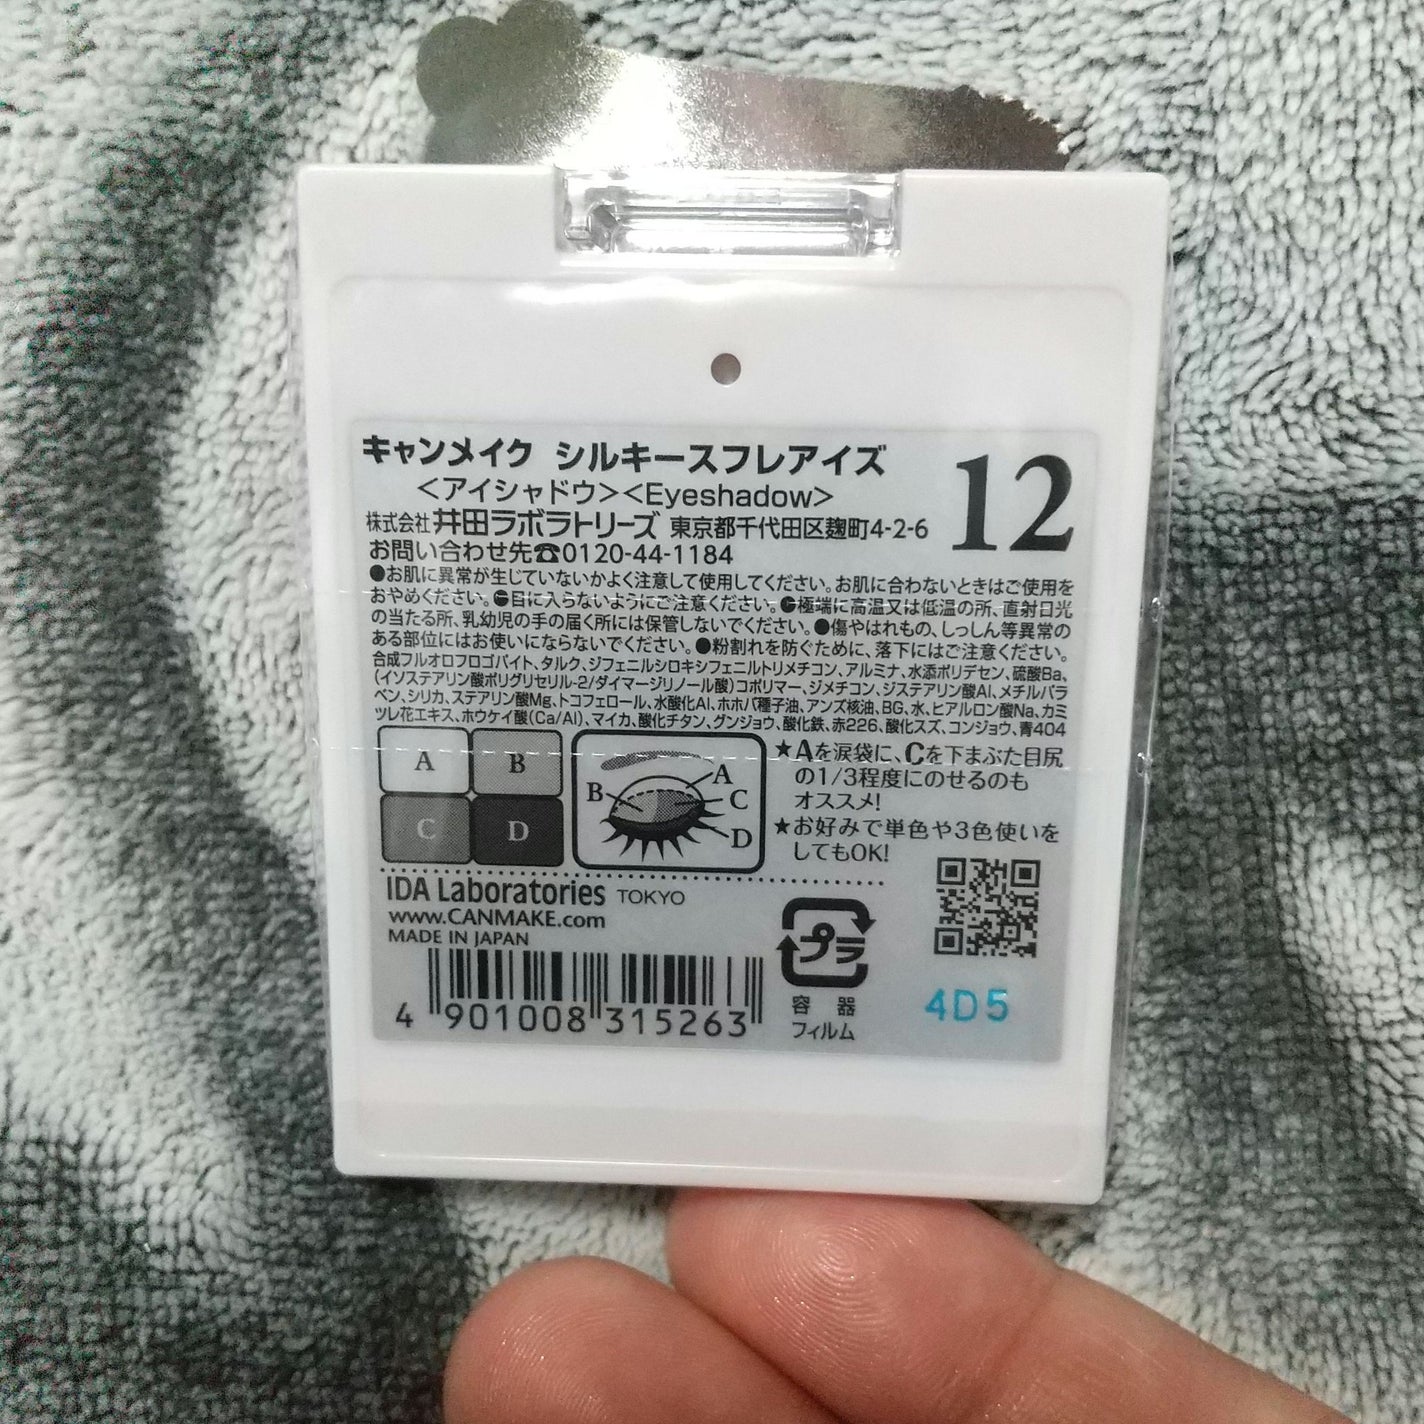 キャンメイク シルキースフレアイズ
12
<アイシャドウ><Eyeshadow>
株式会社井田ラボラトリーズ 東京都千代田区麹町4-2-6
お問い合わせ先☎0120-44-1184
●お肌に異常が生じていないかよく注意して使用してください。お肌に合わないときはご使用を
おやめください。●目に入らないようにご注意ください。●極端に高温又は低温の所、直射日光
の当たる所、乳幼児の手の届く所には保管しないでください。●傷やはれもの、しっしん等異常の
ある部位にはお使いにならないでください。●粉割れを防ぐために、落下にはご注意ください。
合成フルオロフロゴパイト、タルク、ジフェニルシロキシフェニルトリメチコン、アルミナ、水添ポリデセン、硫酸Ba、
(イソステアリン酸ポリグリセリル-2/ダイマージリノール酸)コポリマー、ジメチコン、ジステアリン酸Al、メチルパラ
ベン、シリカ、ステアリン酸Mg、トコフェロール、水酸化Al、ホホバ種子油、アンズ核油、BG、水、ヒアルロン酸Na、カミ
ツレ花エキス、ホウケイ酸(Ca/Al)、マイカ、酸化チタン、グンジョウ、酸化鉄、赤226、酸化スズ、コンジョウ、青404
A B
C D
B A
C
D
★Aを涙袋に、Cを下まぶた目尻
の1/3程度にのせるのも
オススメ!
★お好みで単色や3色使いを
してもOK!
IDA Laboratories TOKYO
www.CANMAKE.com
MADE IN JAPAN
4 901008 315263
プラ
容器
フィルム
4D5